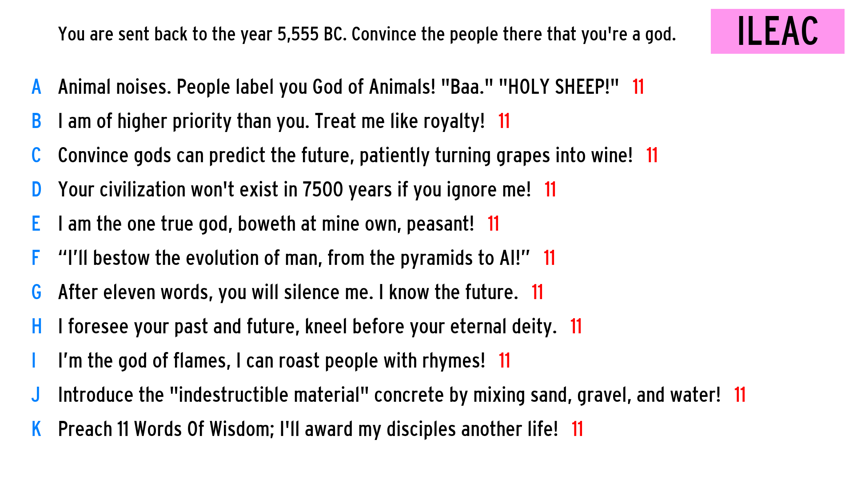 You are sent back to the year 5,555 BC. Convince the people there that you're a god.
ILEAC
A Animal noises. People label you God of Animals! "Baa." "HOLY SHEEP!" 11
B I am of higher priority than you. Treat me like royalty! 11
C Convince gods can predict the future, patiently turning grapes into wine! 11
D Your civilization won't exist in 7500 years if you ignore me! 11
E I am the one true god, boweth at mine own, peasant! 11
F “I’ll bestow the evolution of man, from the pyramids to AI!” 11
G After eleven words, you will silence me. I know the future. 11
H I foresee your past and future, kneel before your eternal deity. 11
I I’m the god of flames, I can roast people with rhymes! 11
J Introduce the "indestructible material" concrete by mixing sand, gravel, and water! 11
K Preach 11 Words Of Wisdom; I'll award my disciples another life! 11